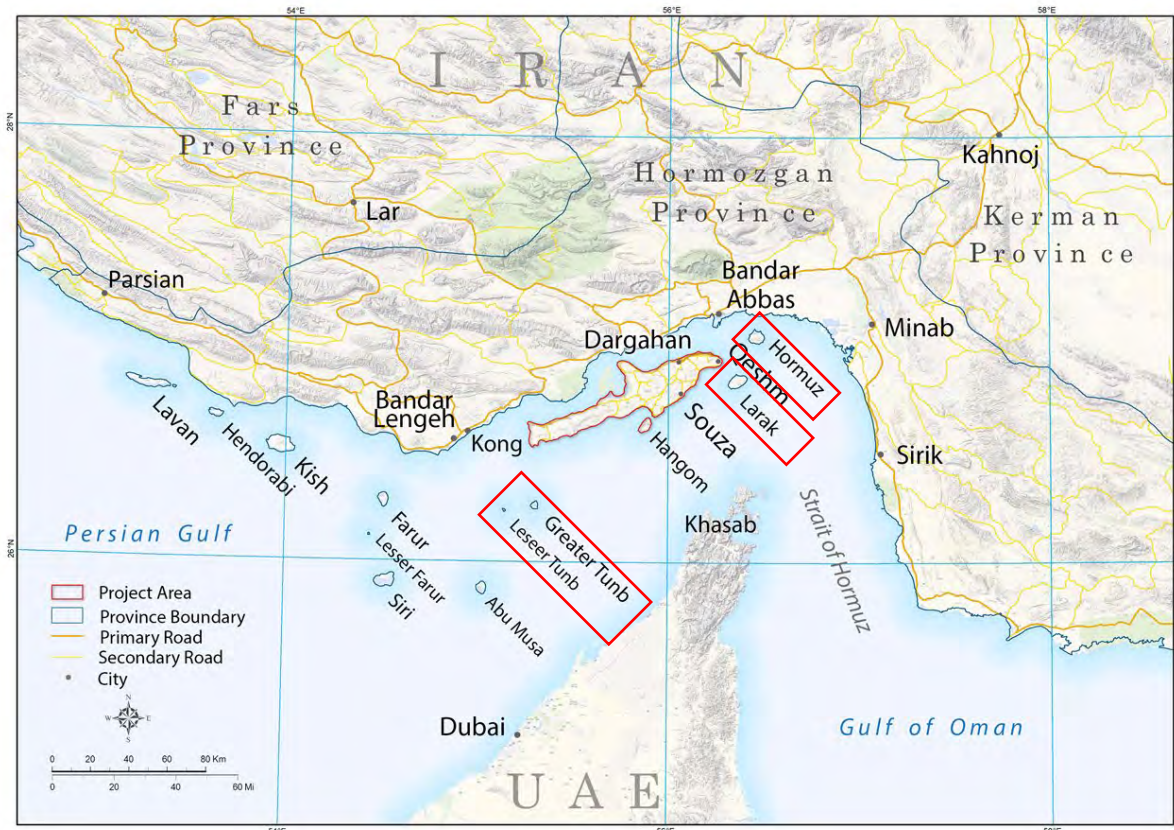 54°E
56°E
58°E
28°N
26°N
I R A N
Fars
Province
Hormozgan
Province
Kerman
Province
Kahnoj
Lar
Parsian
Bandar
Abbas
Minab
Dargahan
Qeshm
Hormuz
Larak
Souza
Hangom
Bandar
Lengeh
Kong
Lavan
Hendorabi
Kish
Sirik
Khasab
Strait of Hormuz
Persian Gulf
Farur
Lesser Farur
Siri
Greater Tunb
Leseer Tunb
Abu Musa
Project Area
Province Boundary
Primary Road
Secondary Road
City
N
W E
S
0 20 40 60 80 Km
0 20 40 60 Mi
Dubai
Gulf of Oman
U A E
54°E
56°E
58°E